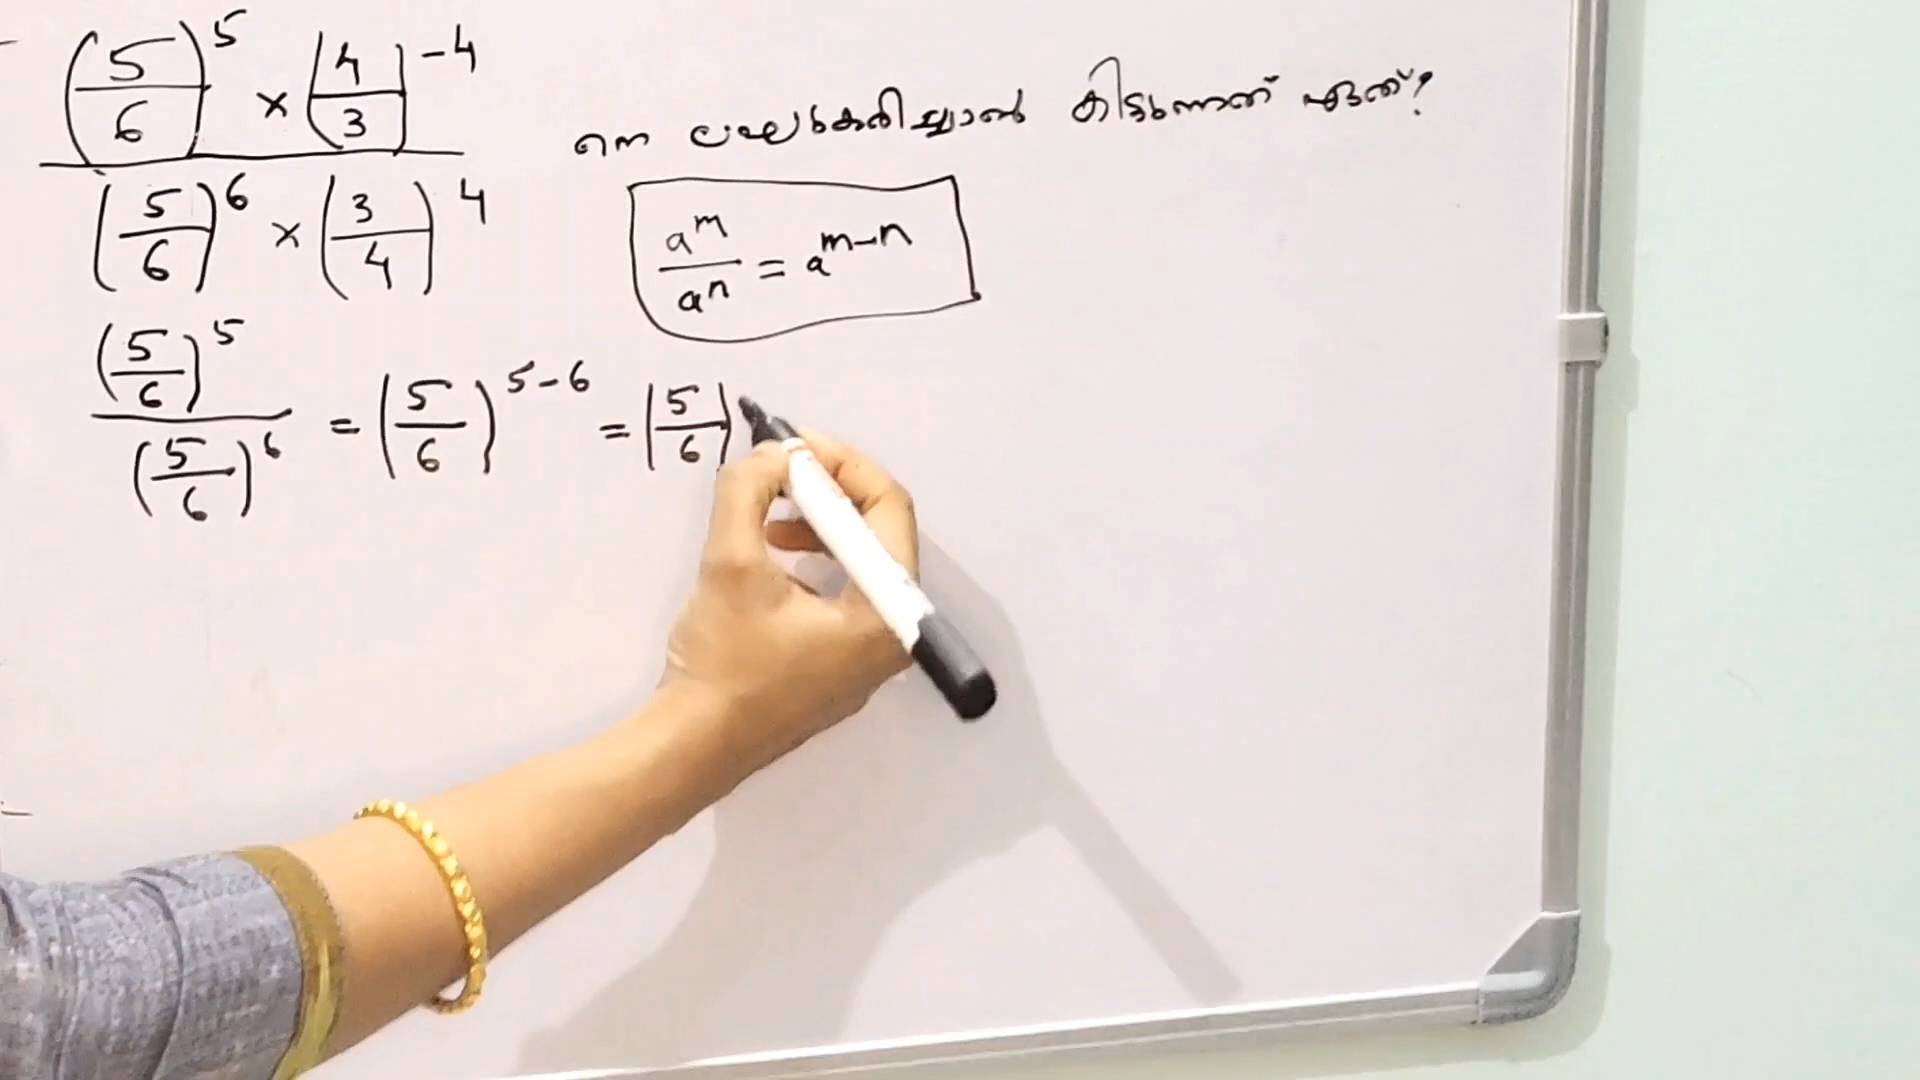 (5/6)^5 × (4/3)^-4
(5/6)^6 × (3/4)^4
നെ ലഘൂകരിച്ചാൽ കിട്ടുന്നത് ഏത്?
a^m/a^n = a^m-n
(5/6)^5/(5/6)^6 = (5/6)^5-6 = (5/6)